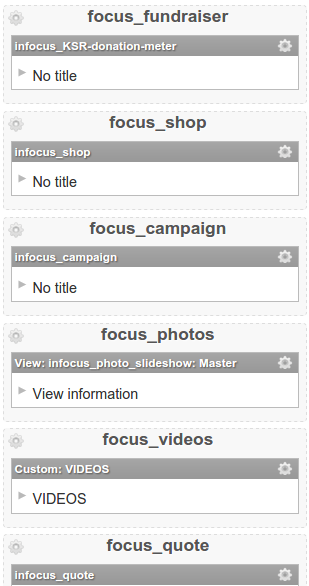 focus_fundraiser
infocus_KSR-donation-meter
No title
focus_shop
infocus_shop
No title
focus_campaign
infocus_campaign
No title
focus_photos
View: infocus_photo_slideshow: Master
View information
focus_videos
Custom: VIDEOS
VIDEOS
focus_quote
infocus_quote